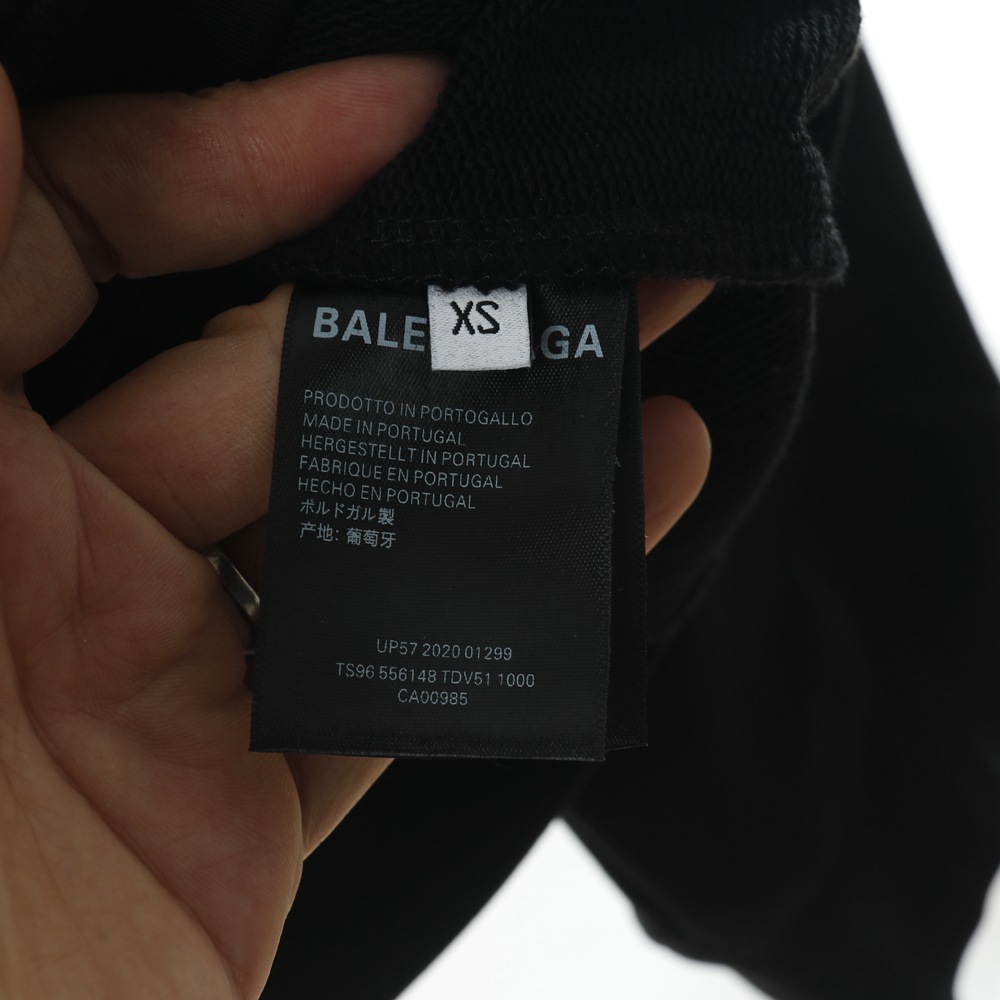 XS
BALE GA
PRODOTTO IN PORTOGALLO
MADE IN PORTUGAL
HERGESTELLT IN PORTUGAL
FABRIQUE EN PORTUGAL
HECHO EN PORTUGAL
ポルトガル製
产地: 葡萄牙
UP57 2020 01299
TS96 556148 TDV51 1000
CA00985